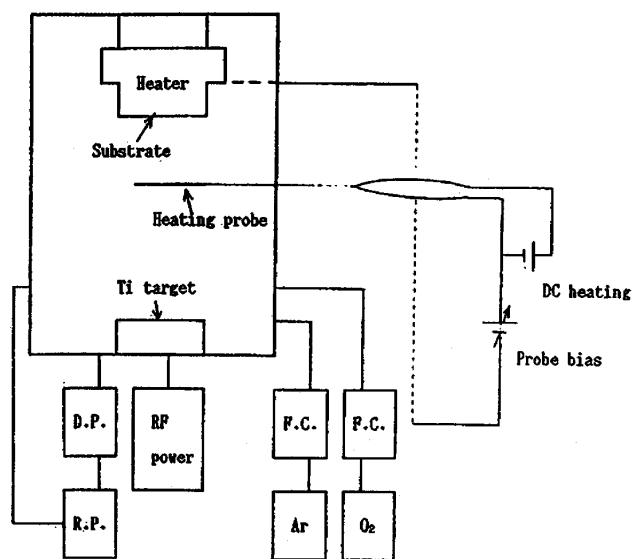 Heater
Substrate
Heating probe
Ti target
DC heating
Probe bias
D.P.
RF
power
F.C.
F.C.
R.P.
Ar
O₂